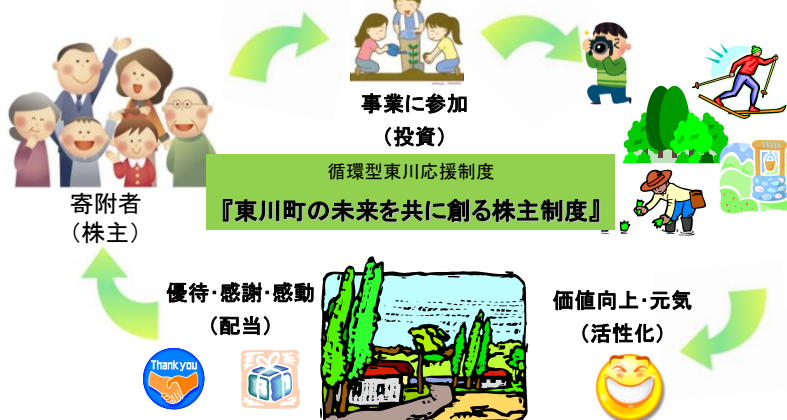 事業に参加
（投資）
循環型東川応援制度
『東川町の未来を共に創る株主制度』
寄附者
（株主）
優待･感謝･感動
（配当）
価値向上･元気
（活性化）
Thank you